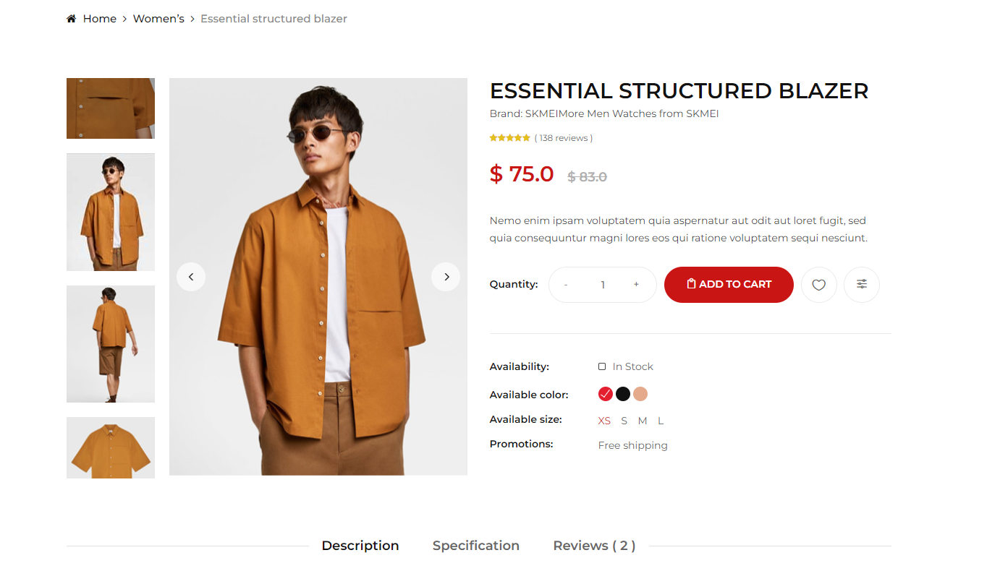 Home > Women’s > Essential structured blazer
ESSENTIAL STRUCTURED BLAZER
Brand: SKMEIMore Men Watches from SKMEI
( 138 reviews )
$ 75.0 $ 83.0
Nemo enim ipsam voluptatem quia aspernatur aut odit aut loret fugit, sed
quia consequuntur magni lores eos qui ratione voluptatem sequi nesciunt.
Quantity: - 1 + ADD TO CART
Availability: In Stock
Available color:
Available size: XS S M L
Promotions: Free shipping
Description Specification Reviews ( 2 )